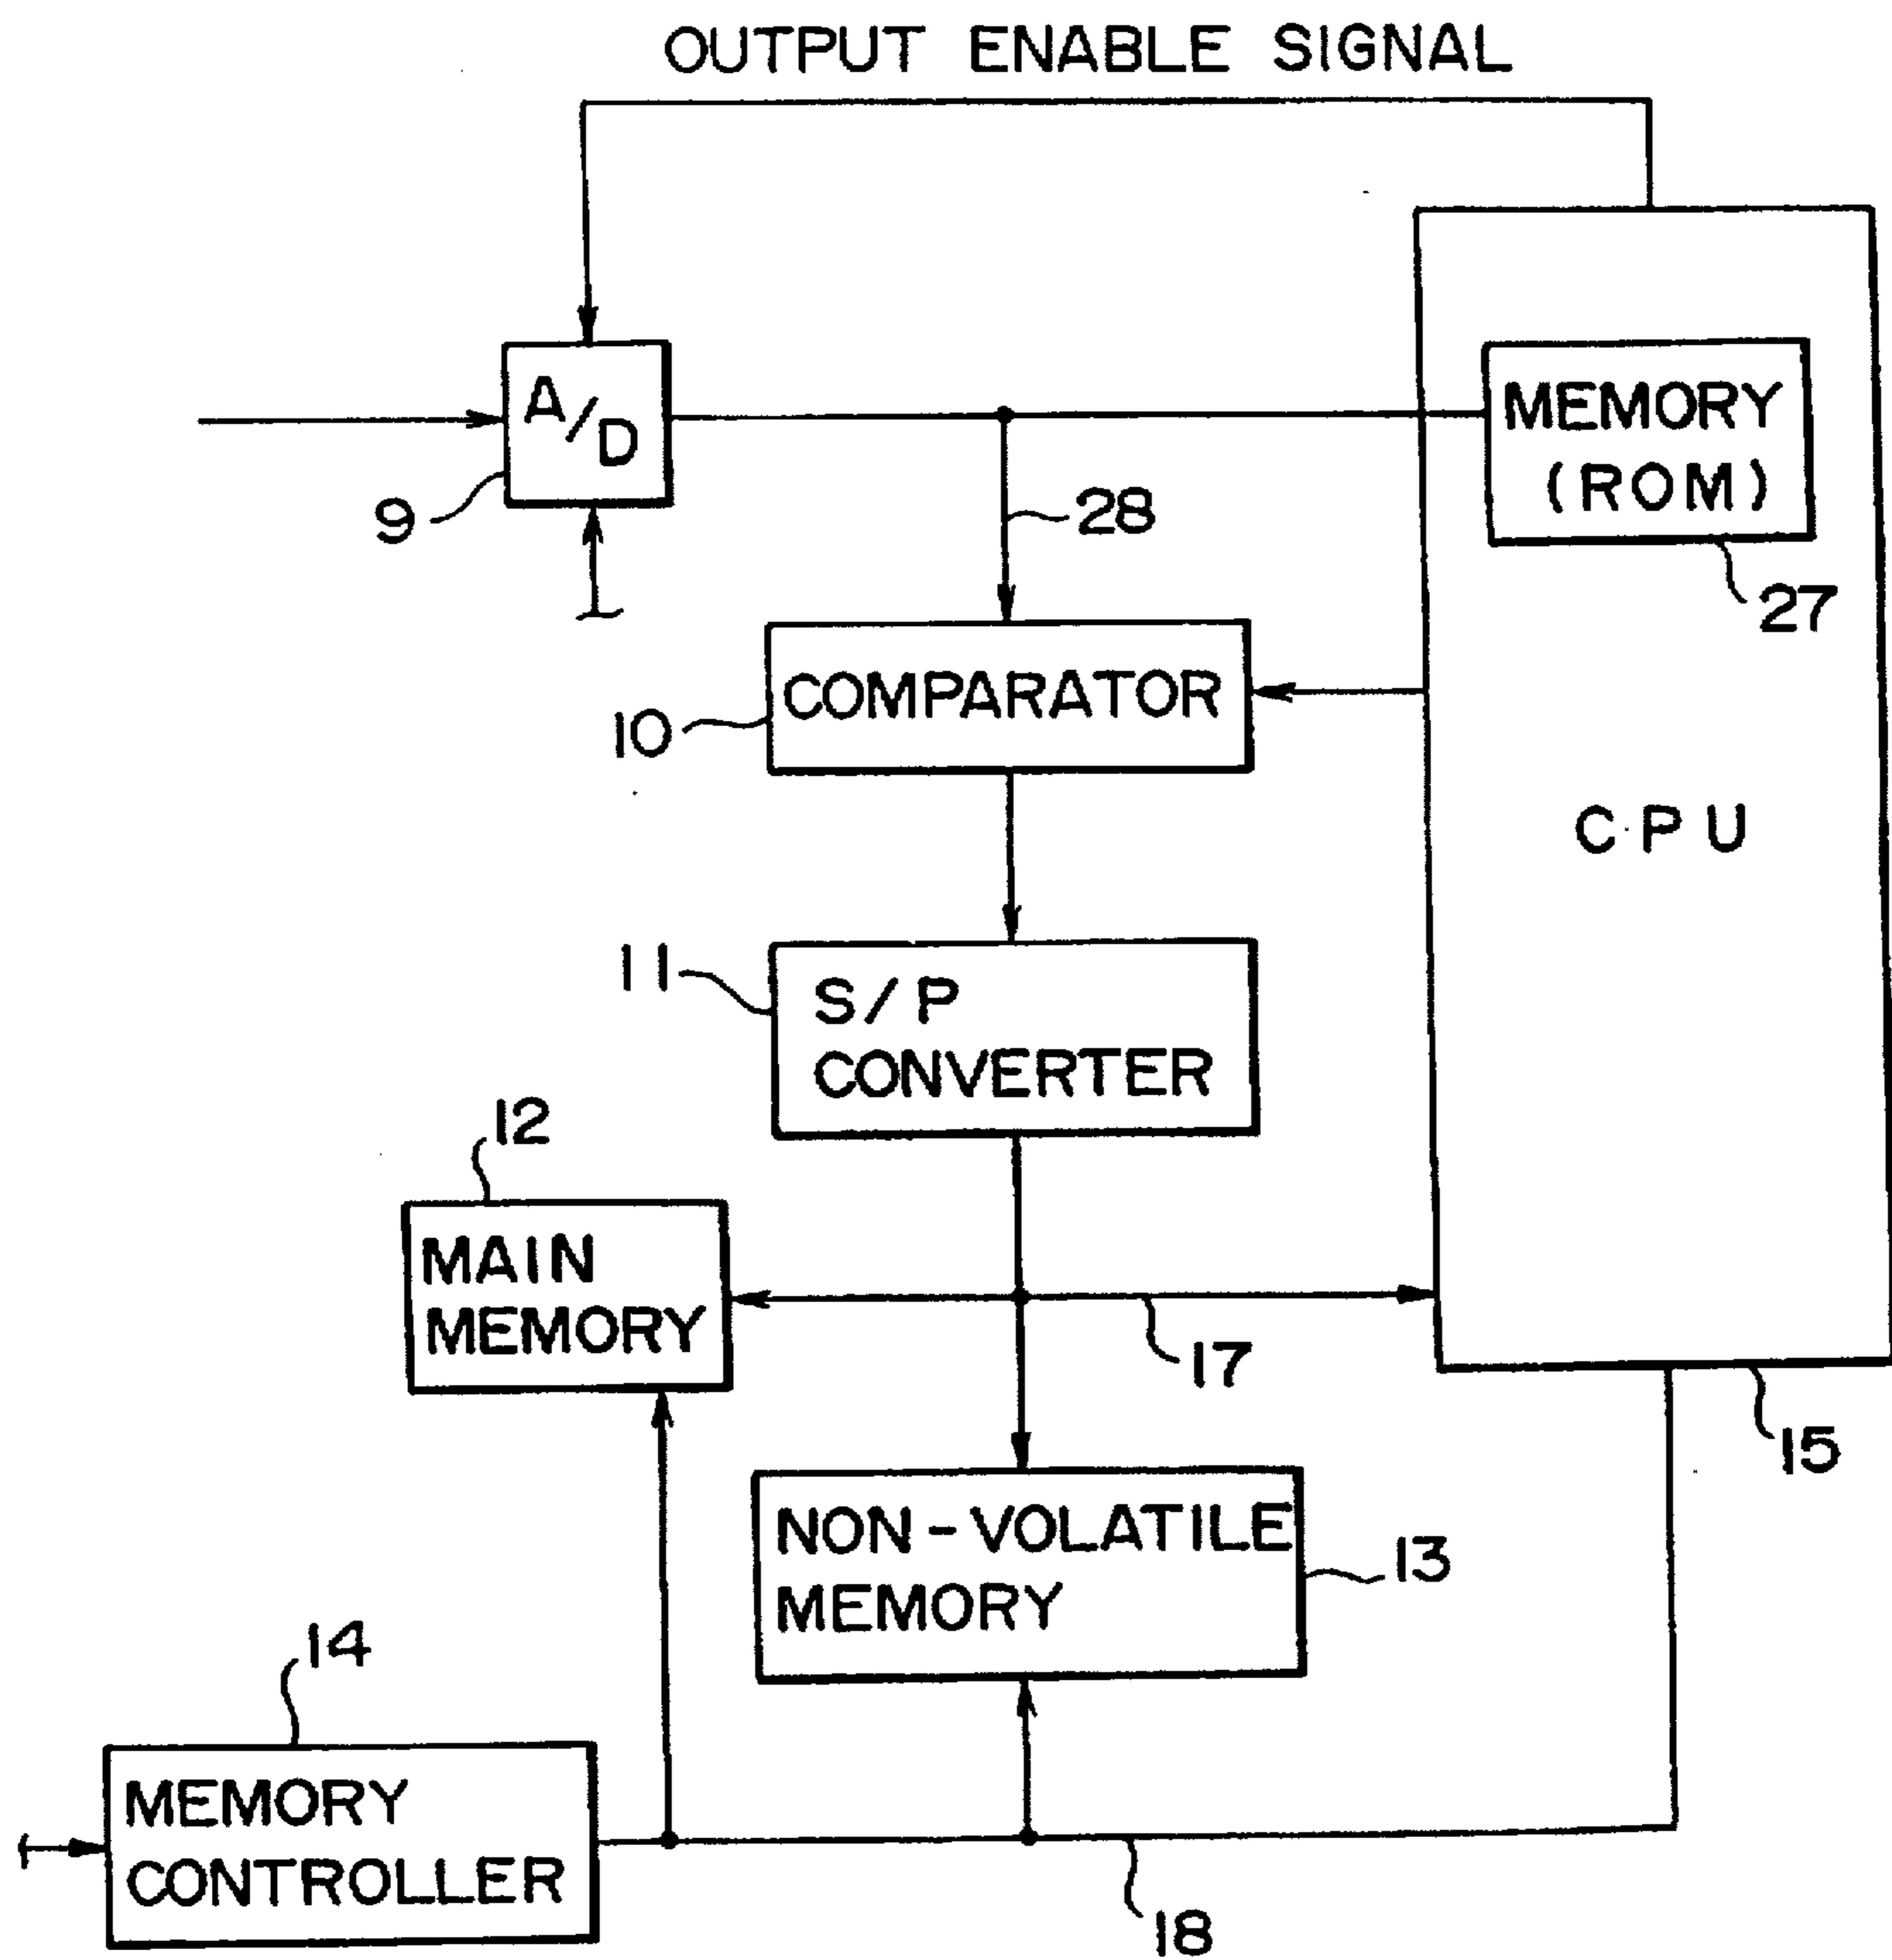 OUTPUT ENABLE SIGNAL
A/D
MEMORY
(ROM)
9
28
27
COMPARATOR
10
CPU
11
S/P
CONVERTER
12
MAIN
MEMORY
17
15
NON-VOLATILE
MEMORY
13
14
MEMORY
CONTROLLER
18